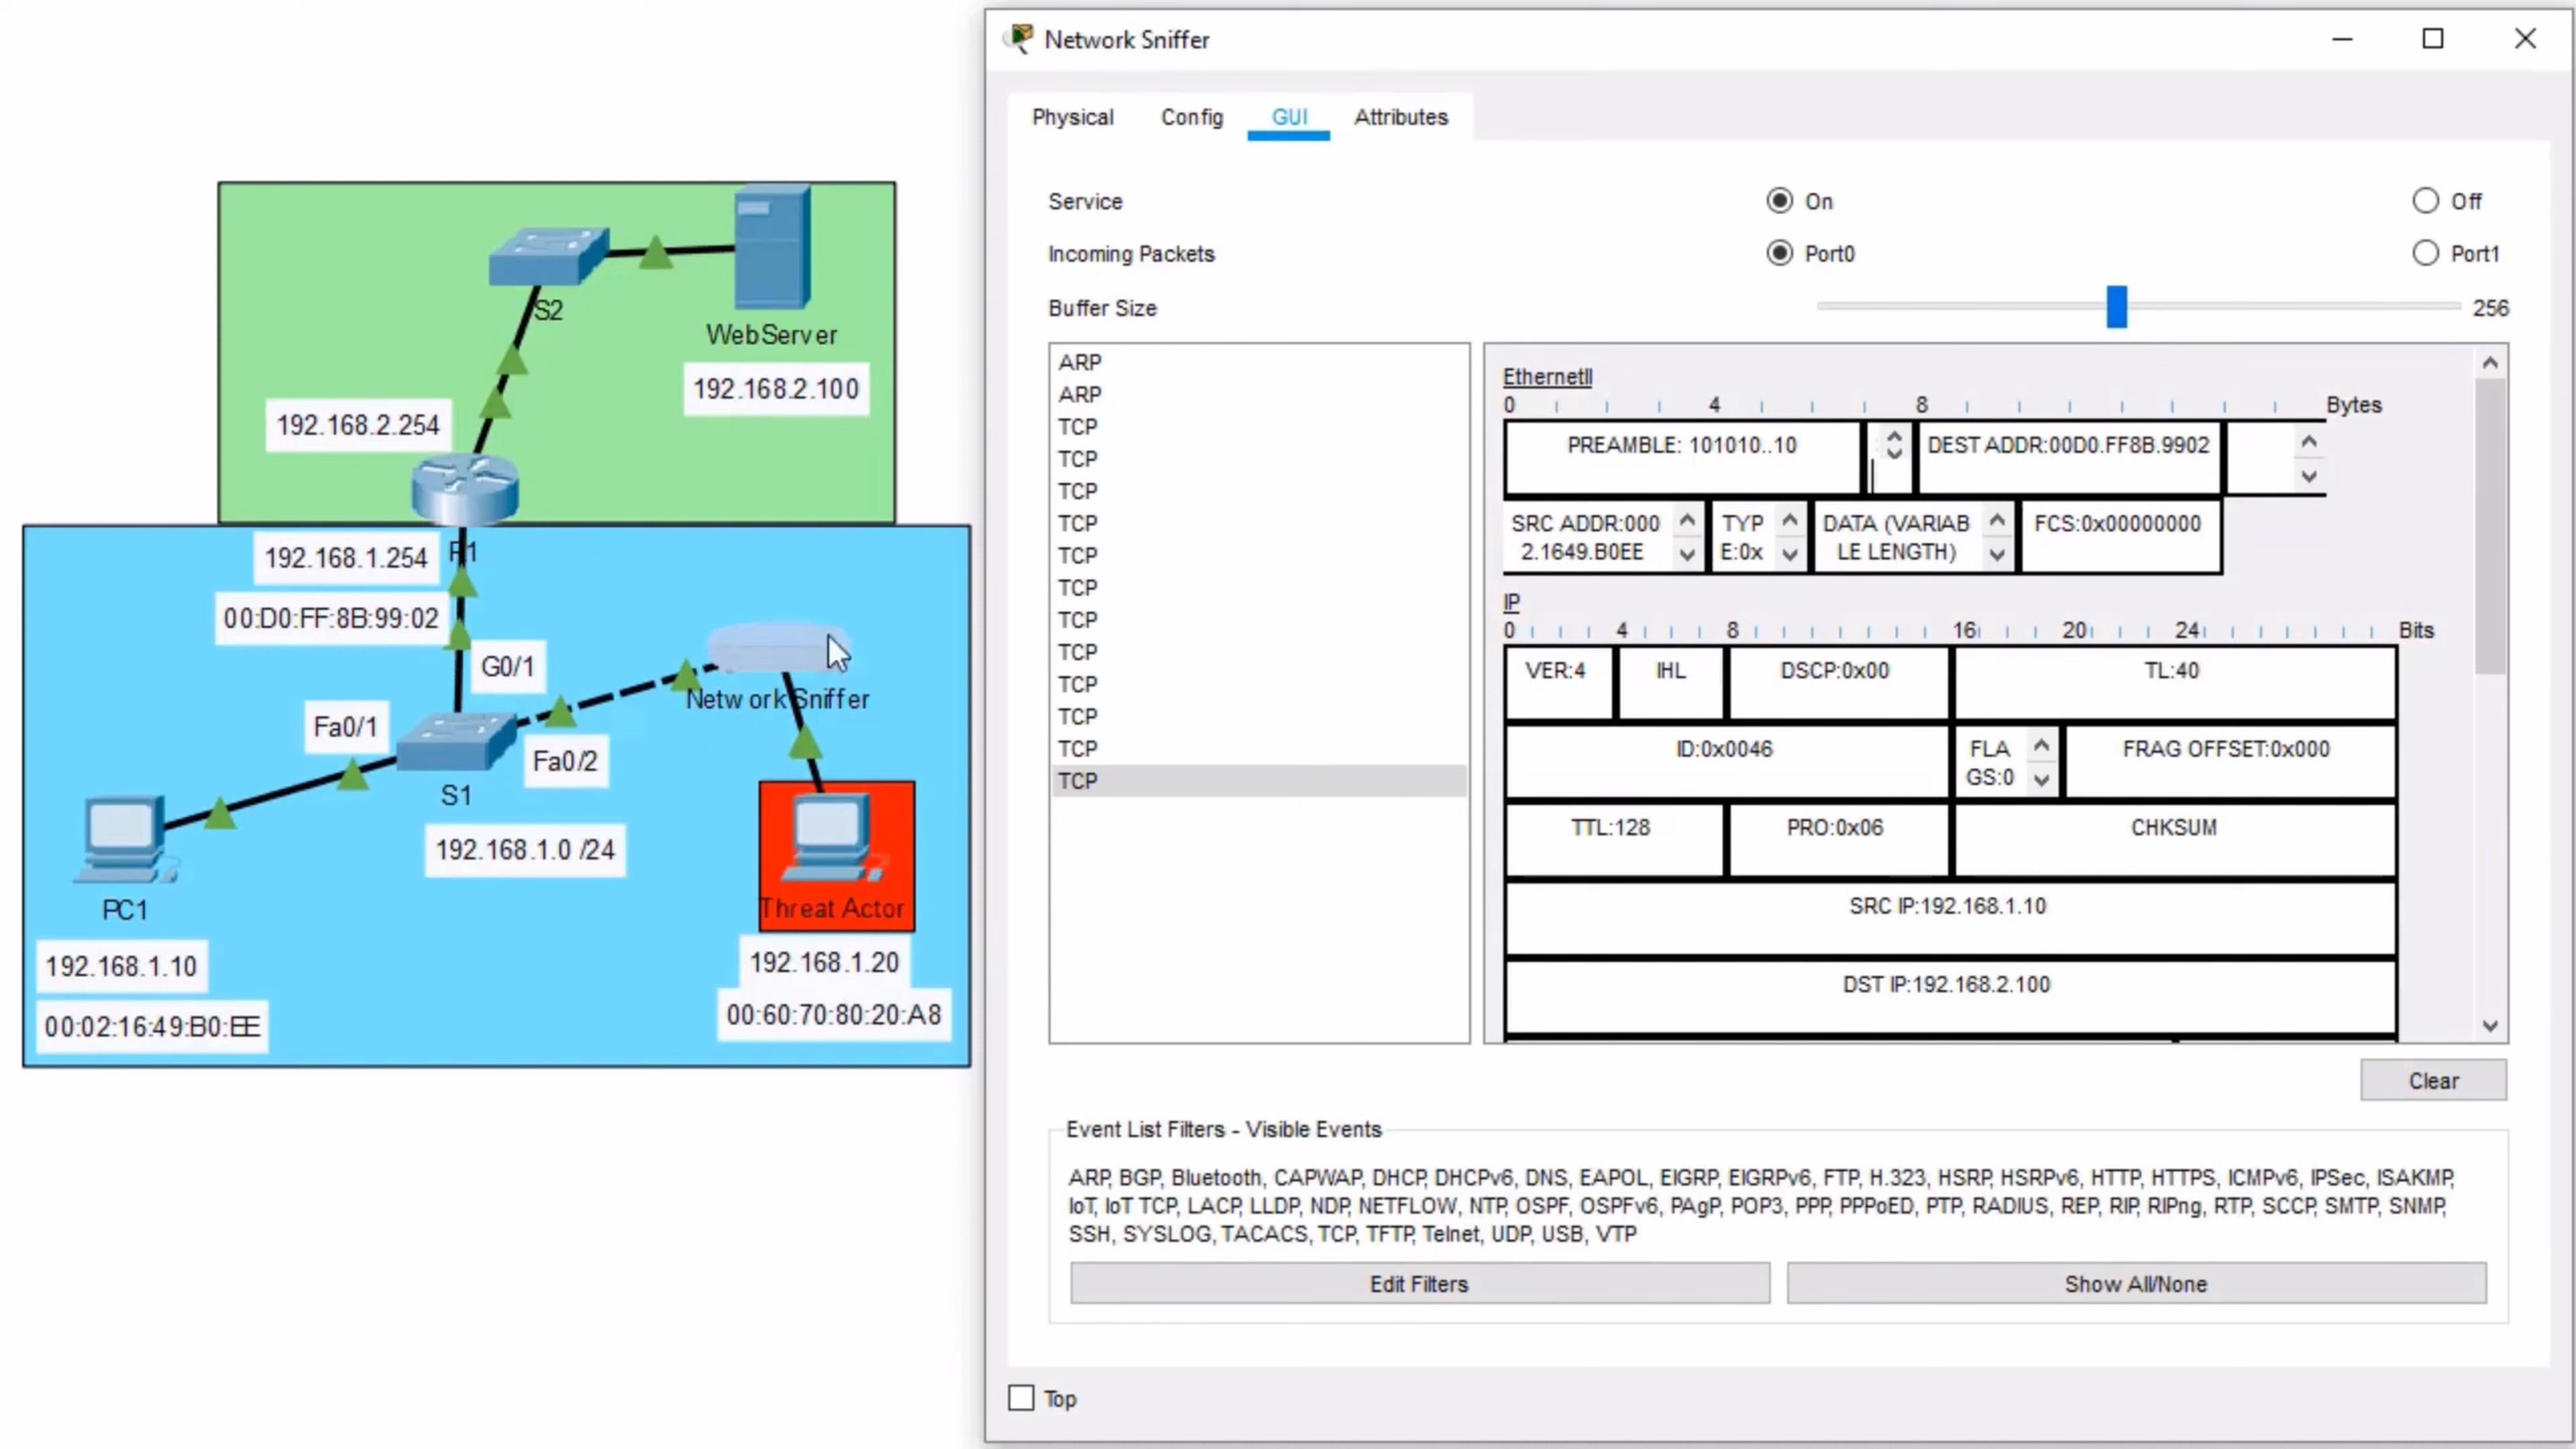 S2
WebServer
192.168.2.100
192.168.2.254
R1
192.168.1.254
00:D0:FF:8B:99:02
G0/1
Network Sniffer
Fa0/1
Fa0/2
S1
192.168.1.0 /24
PC1
192.168.1.10
00:02:16:49:B0:EE
Threat Actor
192.168.1.20
00:60:70:80:20:A8
Network Sniffer
Physical Config GUI Attributes
Service On Off
Incoming Packets Port0 Port1
Buffer Size 256
ARP
ARP
TCP
TCP
TCP
TCP
TCP
TCP
TCP
TCP
TCP
TCP
TCP
TCP
EthernetII
0 4 8 Bytes
PREAMBLE: 101010..10 DEST ADDR:00D0.FF8B.9902
SRC ADDR:000
2.1649.B0EE
TYP
E:0x
DATA (VARIAB
LE LENGTH)
FCS:0x00000000
IP
0 4 8 16 20 24 Bits
VER:4 IHL DSCP:0x00 TL:40
ID:0x0046
FLA
GS:0
FRAG OFFSET:0x000
TTL:128 PRO:0x06 CHKSUM
SRC IP:192.168.1.10
DST IP:192.168.2.100
Clear
Event List Filters - Visible Events
ARP, BGP, Bluetooth, CAPWAP, DHCP, DHCPv6, DNS, EAPOL, EIGRP, EIGRPv6, FTP, H.323, HSRP, HSRPv6, HTTP, HTTPS, ICMPv6, IPSec, ISAKMP,
IoT, IoT TCP, LACP, LLDP, NDP, NETFLOW, NTP, OSPF, OSPFv6, PAgP, POP3, PPP, PPPoED, PTP, RADIUS, REP, RIP, RIPng, RTP, SCCP, SMTP, SNMP,
SSH, SYSLOG, TACACS, TCP, TFTP, Telnet, UDP, USB, VTP
Edit Filters Show All/None
Top